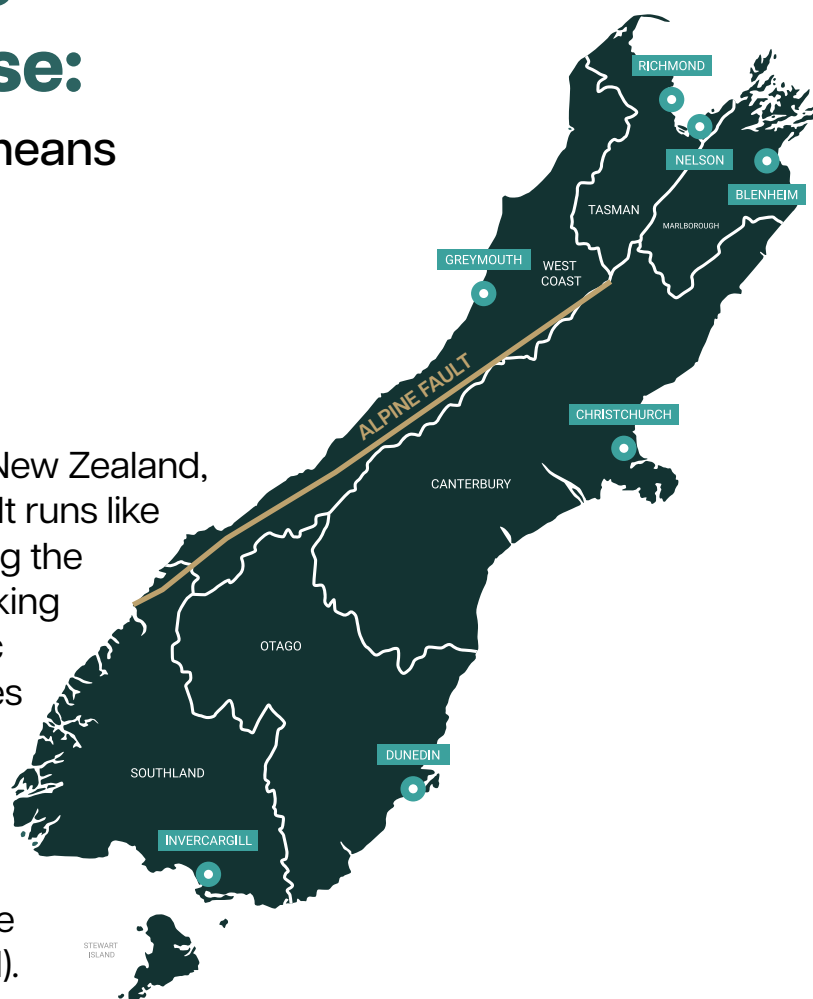 se:
means
New Zealand,
It runs like
g the
king
c
es
e
).
RICHMOND
NELSON
BLENHEIM
TASMAN
MARLBOROUGH
GREYMOUTH
WEST
COAST
ALPINE FAULT
CHRISTCHURCH
CANTERBURY
OTAGO
DUNEDIN
SOUTHLAND
INVERCARGILL
STEWART
ISLAND